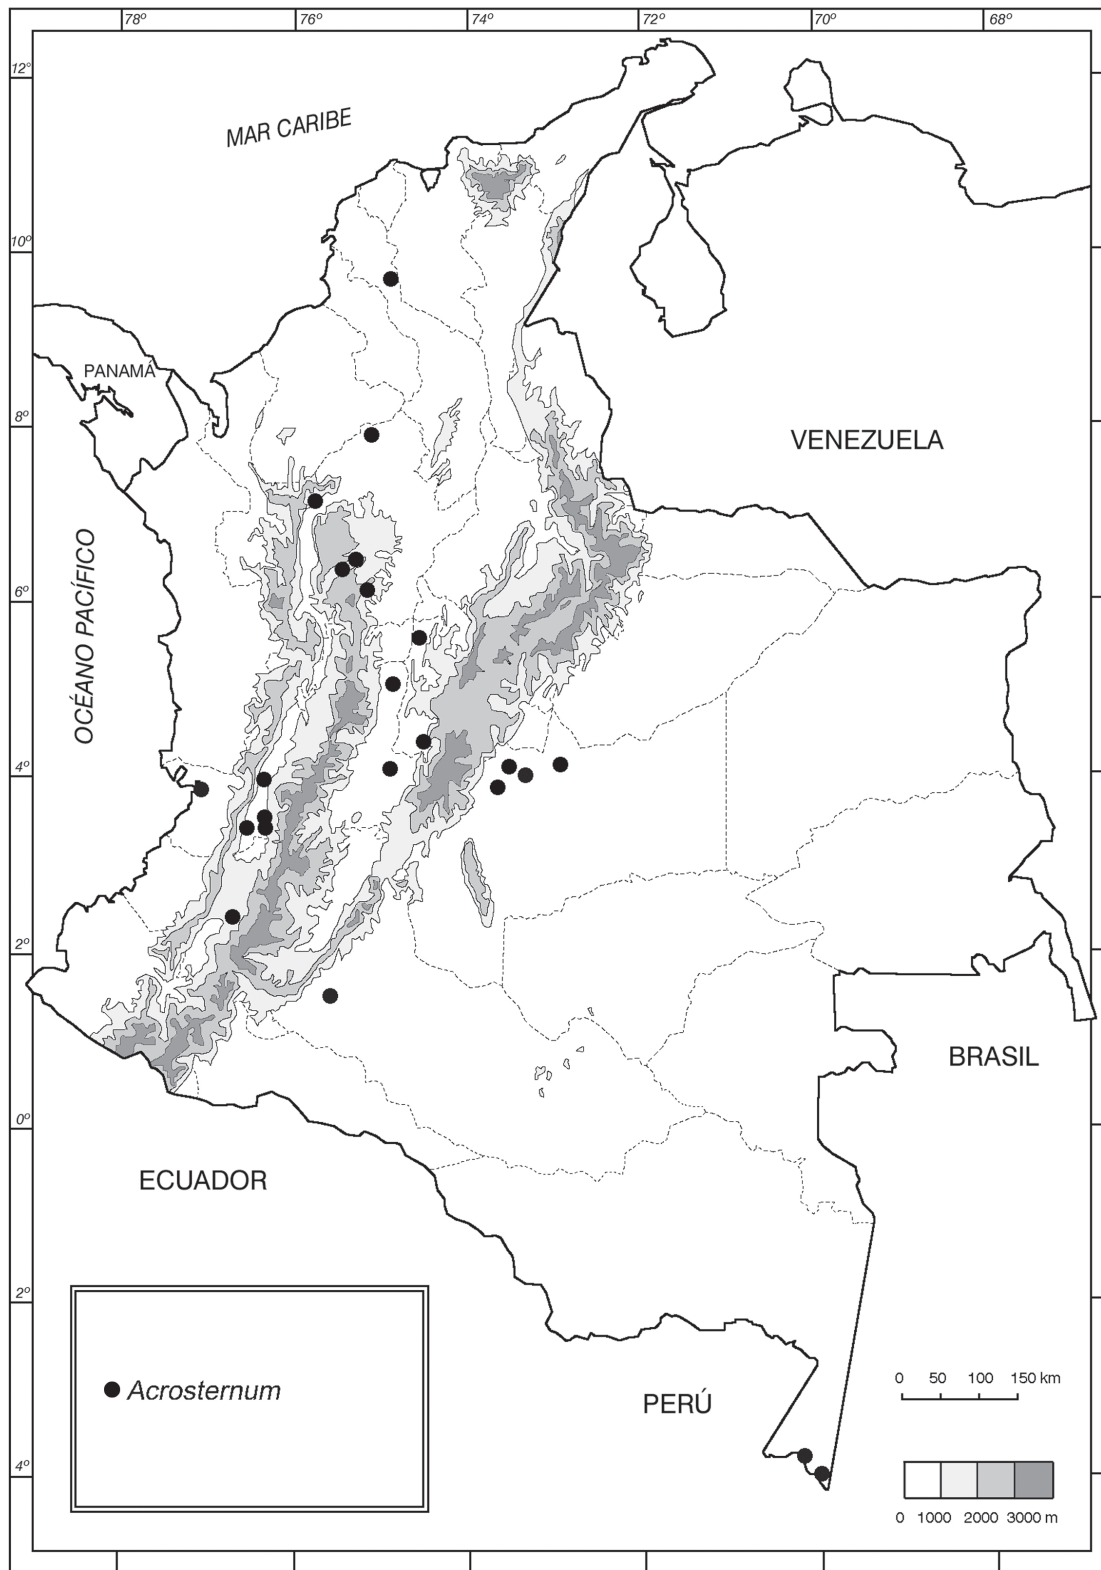 78º 76º 74º 72º 70º 68º
12º
MAR CARIBE
10º
PANAMÁ
8º
VENEZUELA
OCÉANO PACÍFICO
6º
4º
2º
BRASIL
0º
ECUADOR
2º
0 50 100 150 km
Acrosternum
PERÚ
4º
0 1000 2000 3000 m